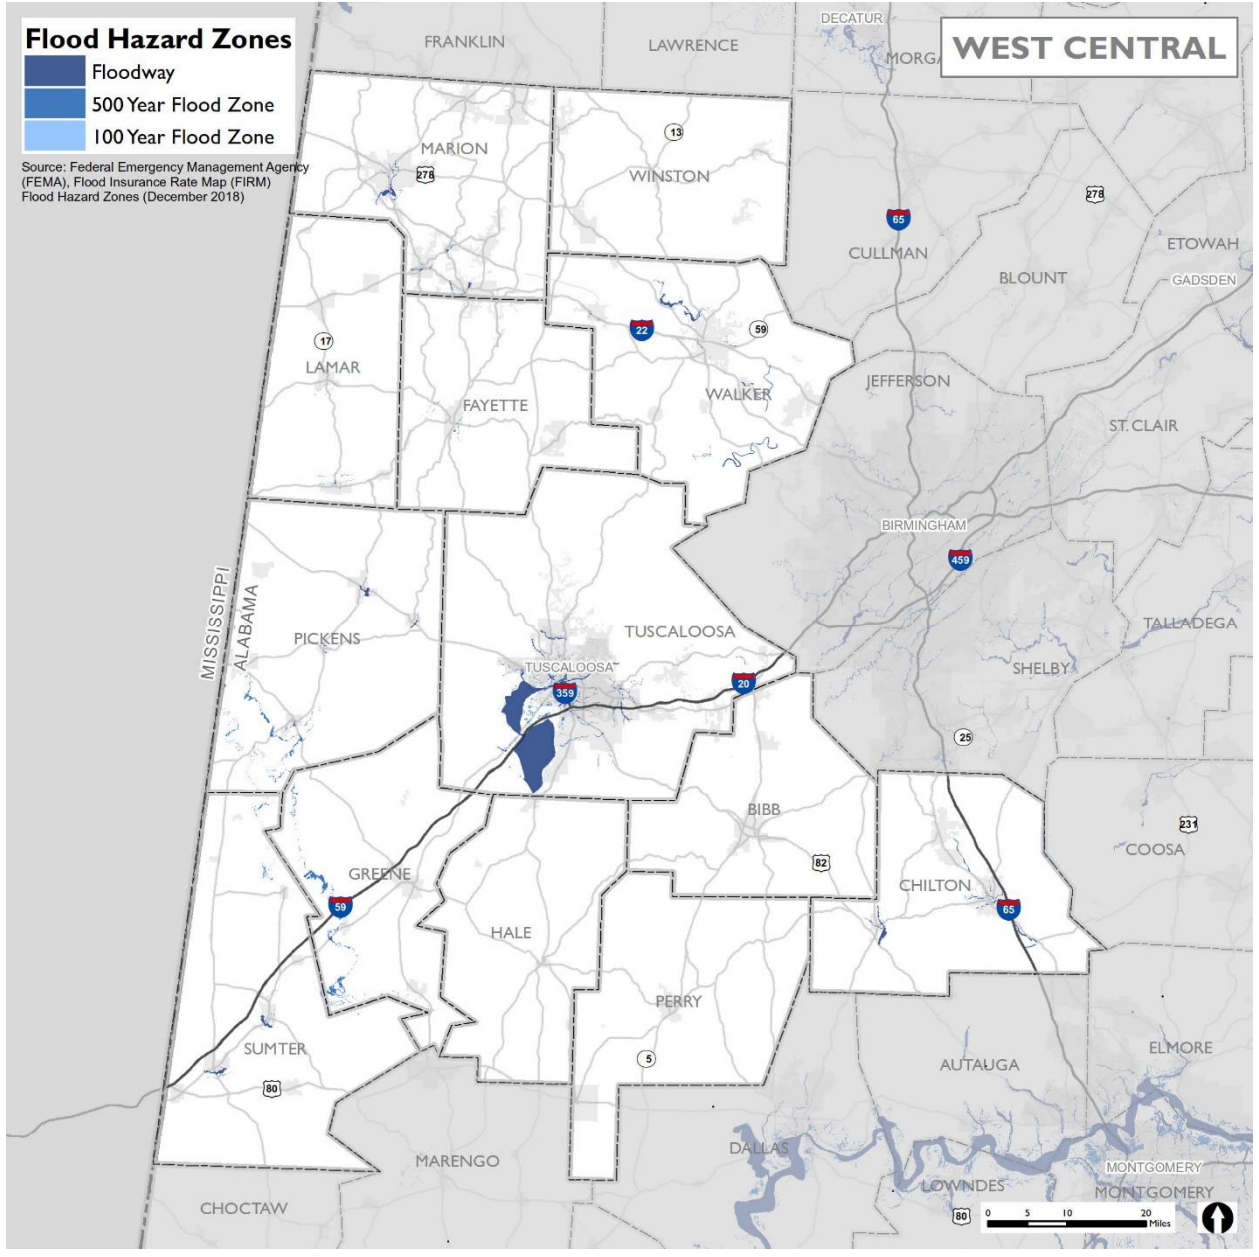 Flood Hazard Zones
Floodway
500 Year Flood Zone
100 Year Flood Zone
Source: Federal Emergency Management Agency
(FEMA), Flood Insurance Rate Map (FIRM)
Flood Hazard Zones (December 2018)
WEST CENTRAL
DECATUR
FRANKLIN
LAWRENCE
MORGA
13
MARION
278
WINSTON
278
65
CULLMAN
ETOWAH
BLOUNT
GADSDEN
22
59
17
LAMAR
JEFFERSON
WALKER
FAYETTE
ST. CLAIR
BIRMINGHAM
459
MISSISSIPPI
ALABAMA
PICKENS
TUSCALOOSA
TALLADEGA
TUSCALOOSA
SHELBY
359
20
25
BIBB
231
COOSA
82
GREENE
CHILTON
59
65
HALE
PERRY
SUMTER
5
80
AUTAUGA
ELMORE
DALLAS
MARENGO
MONTGOMERY
LOWNDES
MONTGOMERY
CHOCTAW
80
0 5 10 20
Miles